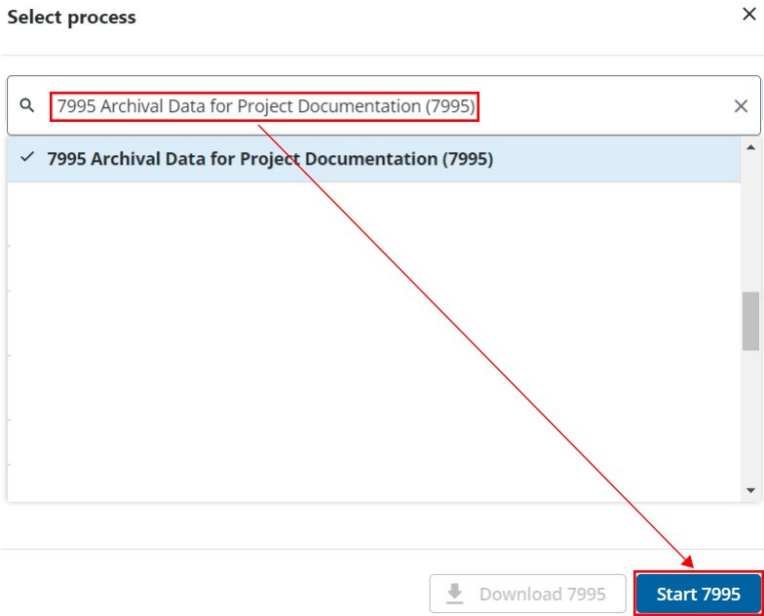 Select process
7995 Archival Data for Project Documentation (7995)
7995 Archival Data for Project Documentation (7995)
Download 7995
Start 7995